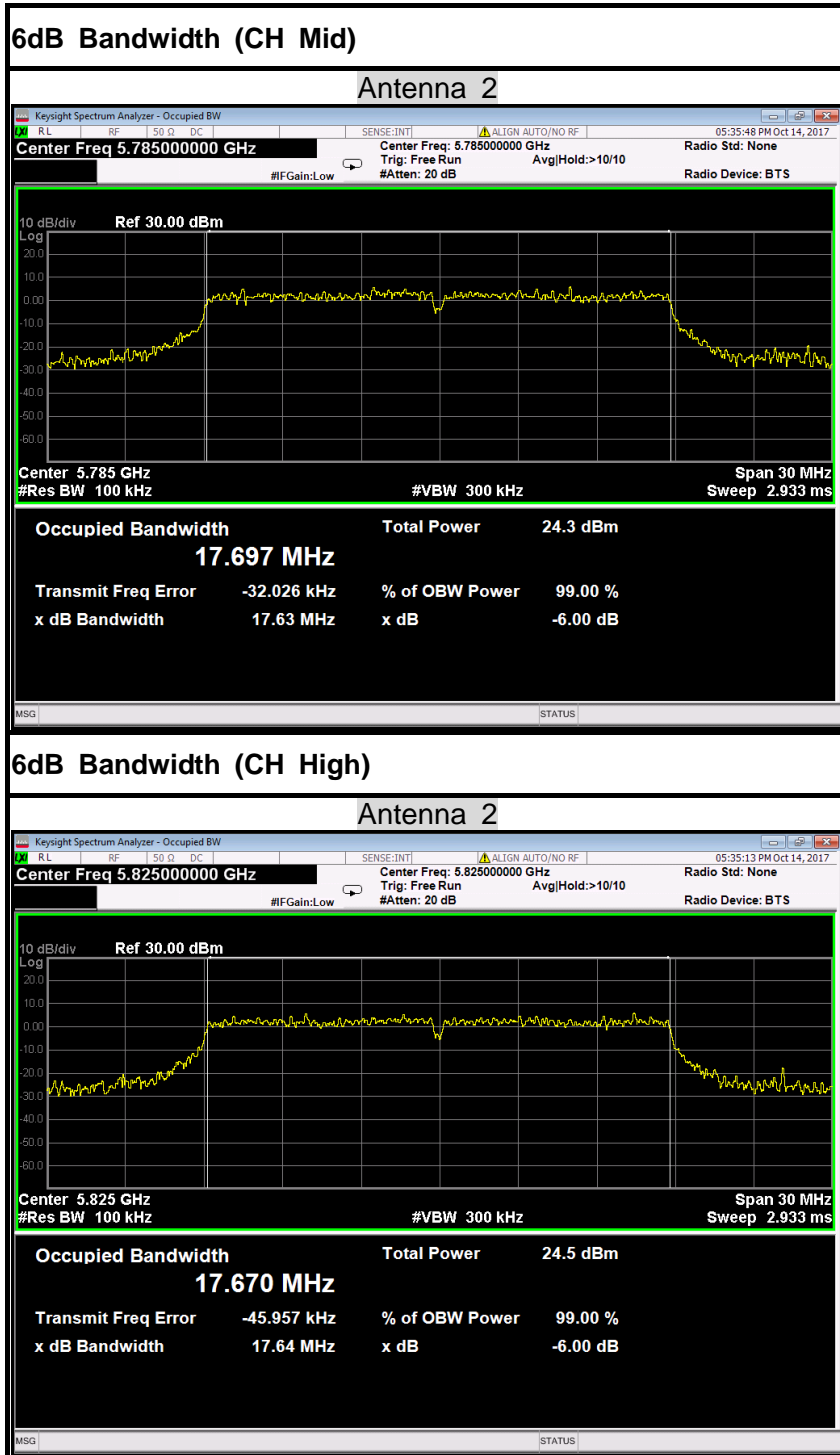 6dB Bandwidth (CH Mid)
Antenna 2
Keysight Spectrum Analyzer - Occupied BW
LXI RL RF 50 Ω DC SENSE:INT ALIGN AUTO/NO RF 05:35:48 PM Oct 14, 2017
Center Freq 5.785000000 GHz Center Freq: 5.785000000 GHz Radio Std: None
Trig: Free Run Avg|Hold:>10/10
#IFGain:Low #Atten: 20 dB Radio Device: BTS
10 dB/div Ref 30.00 dBm
Log
20.0
10.0
0.00
-10.0
-20.0
-30.0
-40.0
-50.0
-60.0
Center 5.785 GHz Span 30 MHz
#Res BW 100 kHz #VBW 300 kHz Sweep 2.933 ms
Occupied Bandwidth Total Power 24.3 dBm
17.697 MHz
Transmit Freq Error -32.026 kHz % of OBW Power 99.00 %
x dB Bandwidth 17.63 MHz x dB -6.00 dB
MSG STATUS
6dB Bandwidth (CH High)
Antenna 2
Keysight Spectrum Analyzer - Occupied BW
LXI RL RF 50 Ω DC SENSE:INT ALIGN AUTO/NO RF 05:35:13 PM Oct 14, 2017
Center Freq 5.825000000 GHz Center Freq: 5.825000000 GHz Radio Std: None
Trig: Free Run Avg|Hold:>10/10
#IFGain:Low #Atten: 20 dB Radio Device: BTS
10 dB/div Ref 30.00 dBm
Log
20.0
10.0
0.00
-10.0
-20.0
-30.0
-40.0
-50.0
-60.0
Center 5.825 GHz Span 30 MHz
#Res BW 100 kHz #VBW 300 kHz Sweep 2.933 ms
Occupied Bandwidth Total Power 24.5 dBm
17.670 MHz
Transmit Freq Error -45.957 kHz % of OBW Power 99.00 %
x dB Bandwidth 17.64 MHz x dB -6.00 dB
MSG STATUS